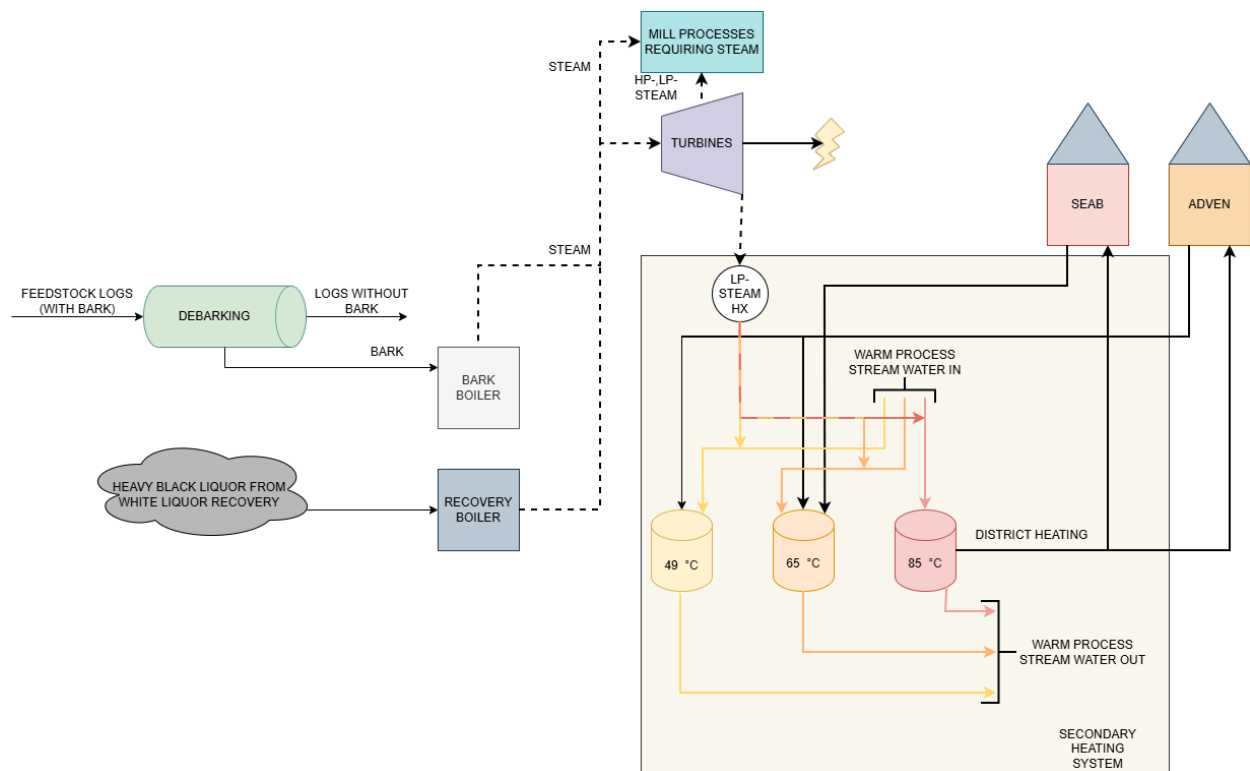 MILL PROCESSES
REQUIRING STEAM
STEAM
HP-,LP-
STEAM
TURBINES
SEAB
ADVEN
STEAM
LP-
STEAM
HX
FEEDSTOCK LOGS
(WITH BARK)
DEBARKING
LOGS WITHOUT
BARK
BARK
BARK
BOILER
WARM PROCESS
STREAM WATER IN
HEAVY BLACK LIQUOR FROM
WHITE LIQUOR RECOVERY
RECOVERY
BOILER
DISTRICT HEATING
49 °C
65 °C
85 °C
WARM PROCESS
STREAM WATER OUT
SECONDARY
HEATING
SYSTEM